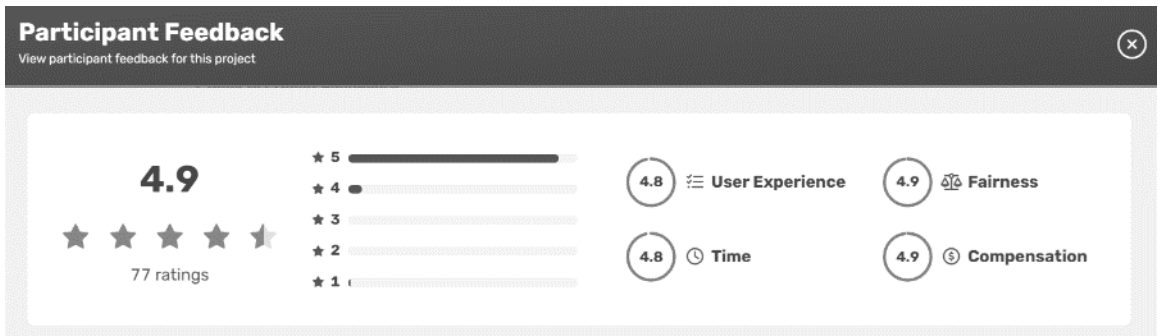 Participant Feedback
View participant feedback for this project
4.9
77 ratings
5
4
3
2
1
4.8 User Experience
4.9 Fairness
4.8 Time
4.9 Compensation